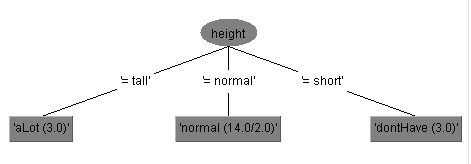 height
'= tall' '= normal' '= short'
'aLot (3.0)' 'normal (14.0/2.0)' 'dontHave (3.0)'